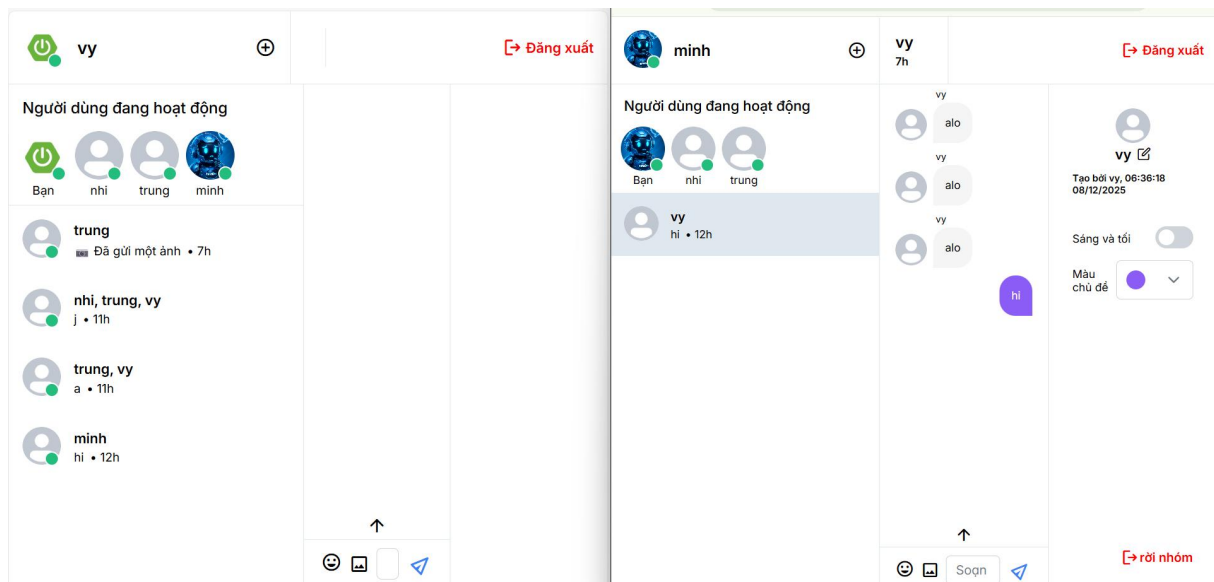 vy
Đăng xuất
Người dùng đang hoạt động
Bạn
nhi
trung
minh
trung
Đã gửi một ảnh • 7h
nhi, trung, vy
j • 11h
trung, vy
a • 11h
minh
hi • 12h
minh
vy
7h
Đăng xuất
Người dùng đang hoạt động
Bạn
nhi
trung
vy
hi • 12h
vy
alo
vy
alo
vy
alo
hi
Soạn
vy
Tạo bởi vy, 06:36:18
08/12/2025
Sáng và tối
Màu
chủ đề
rời nhóm